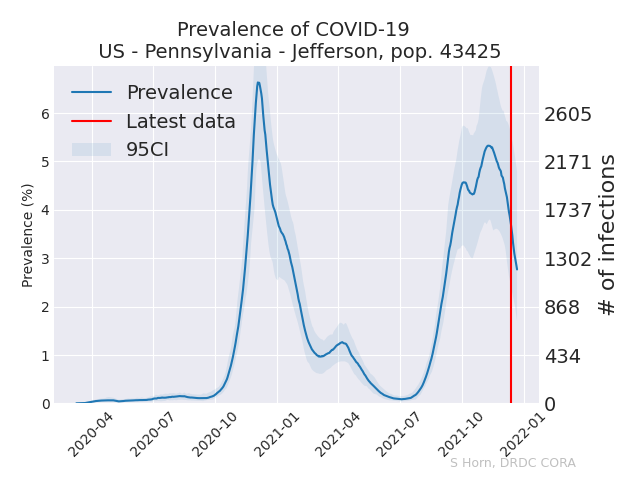 Prevalence of COVID-19
US - Pennsylvania - Jefferson, pop. 43425
Prevalence
Latest data
95CI
Prevalence (%)
6
5
4
3
2
1
0
2605
2171
1737
1302
868
434
0
# of infections
2020-04
2020-07
2020-10
2021-01
2021-04
2021-07
2021-10
2022-01
S Horn, DRDC CORA